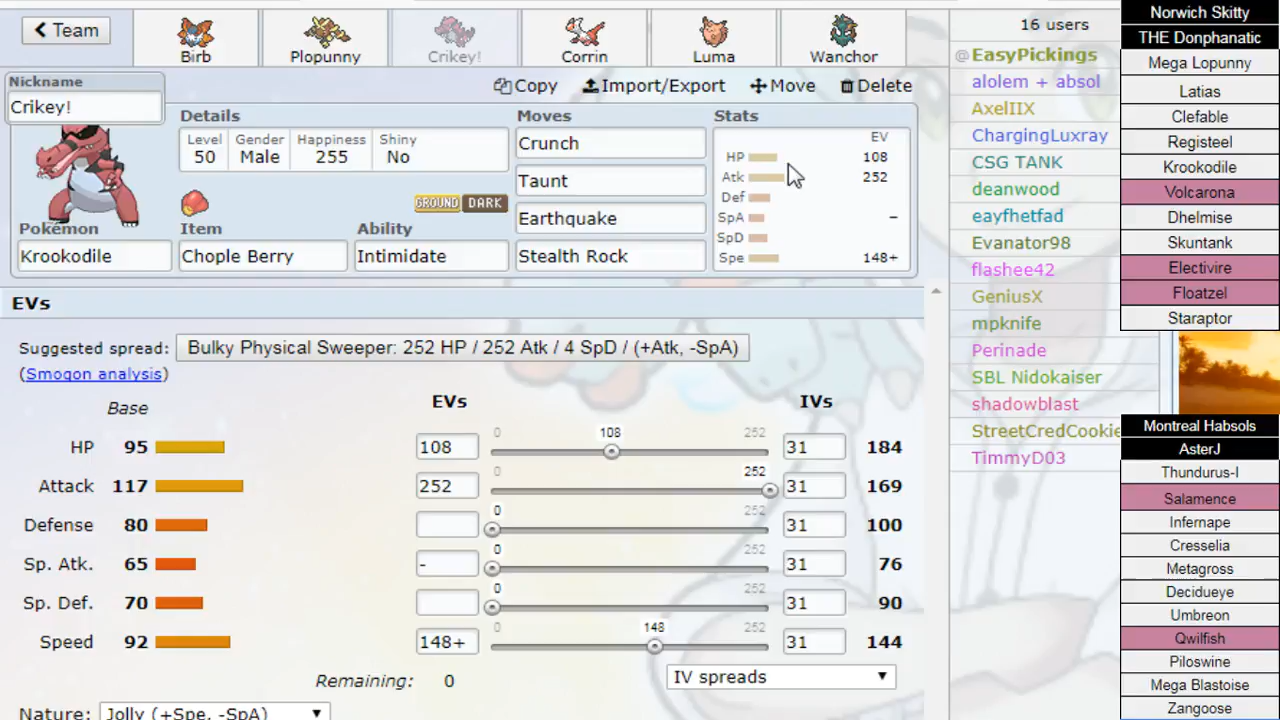 Team
Birb
Plopunny
Crikey!
Corrin
Luma
Wanchor
Nickname
Crikey!
Copy
Import/Export
Move
Delete
Details
Level
50
Gender
Male
Happiness
255
Shiny
No
GROUND DARK
Pokémon
Krookodile
Item
Chople Berry
Ability
Intimidate
Moves
Crunch
Taunt
Earthquake
Stealth Rock
Stats
EV
HP 108
Atk 252
Def
SpA –
SpD
Spe 148+
EVs
Suggested spread: Bulky Physical Sweeper: 252 HP / 252 Atk / 4 SpD / (+Atk, -SpA)
(Smogon analysis)
Base EVs IVs
HP 95 108 0 108 252 31 184
Attack 117 252 0 252 31 169
Defense 80 0 252 31 100
Sp. Atk. 65 - 0 252 31 76
Sp. Def. 70 0 252 31 90
Speed 92 148+ 0 148 252 31 144
Remaining: 0
IV spreads
Nature: Jolly (+Spe, -SpA)
16 users
@EasyPickings
alolem + absol
AxelIIX
ChargingLuxray
CSG TANK
deanwood
eayfhetfad
Evanator98
flashee42
GeniusX
mpknife
Perinade
SBL Nidokaiser
shadowblast
StreetCredCookie
TimmyD03
Norwich Skitty
THE Donphanatic
Mega Lopunny
Latias
Clefable
Registeel
Krookodile
Volcarona
Dhelmise
Skuntank
Electivire
Floatzel
Staraptor
Montreal Habsols
AsterJ
Thundurus-I
Salamence
Infernape
Cresselia
Metagross
Decidueye
Umbreon
Qwilfish
Piloswine
Mega Blastoise
Zangoose